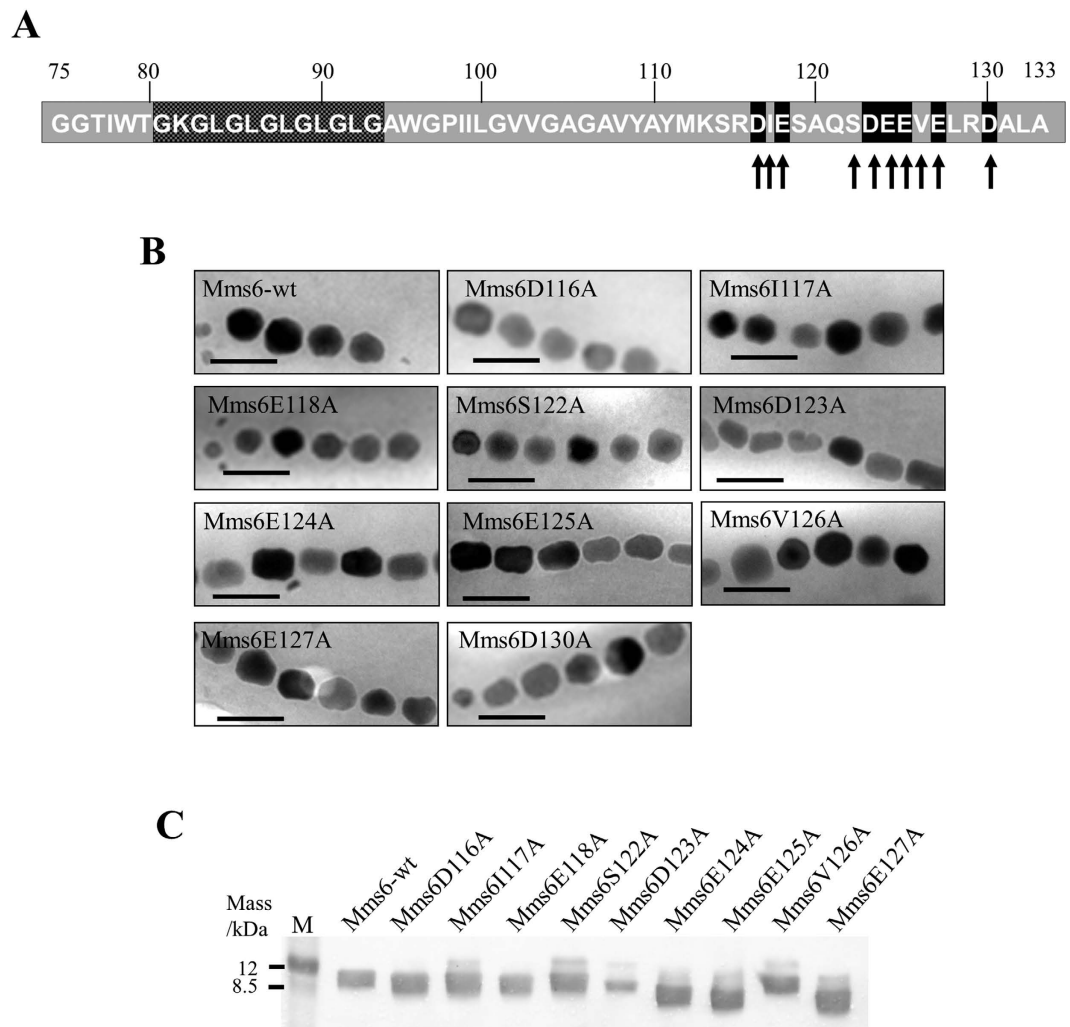 A
75 80 90 100 110 120 130 133
GGTIWTGKGLGLGLGLGLGAWGPIILGVVGAGAVYAYMKSRDIESAQSDEEVELRDALA
B
Mms6-wt Mms6D116A Mms6I117A
Mms6E118A Mms6S122A Mms6D123A
Mms6E124A Mms6E125A Mms6V126A
Mms6E127A Mms6D130A
C
Mass
/kDa
M Mms6-wt Mms6D116A Mms6I117A Mms6E118A Mms6S122A Mms6D123A Mms6E124A Mms6E125A Mms6V126A Mms6E127A
12
8.5